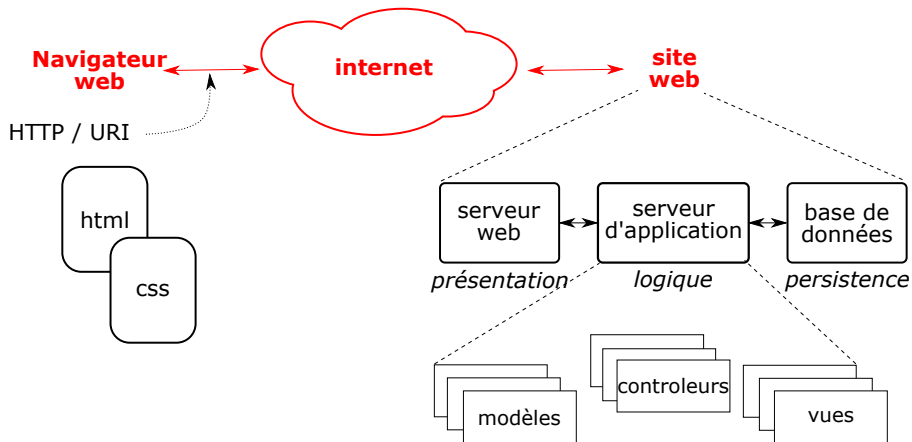 Navigateur
web
internet
site
web
HTTP / URI
html
css
serveur
web
serveur
d'application
base de
données
présentation
logique
persistence
modèles
controleurs
vues